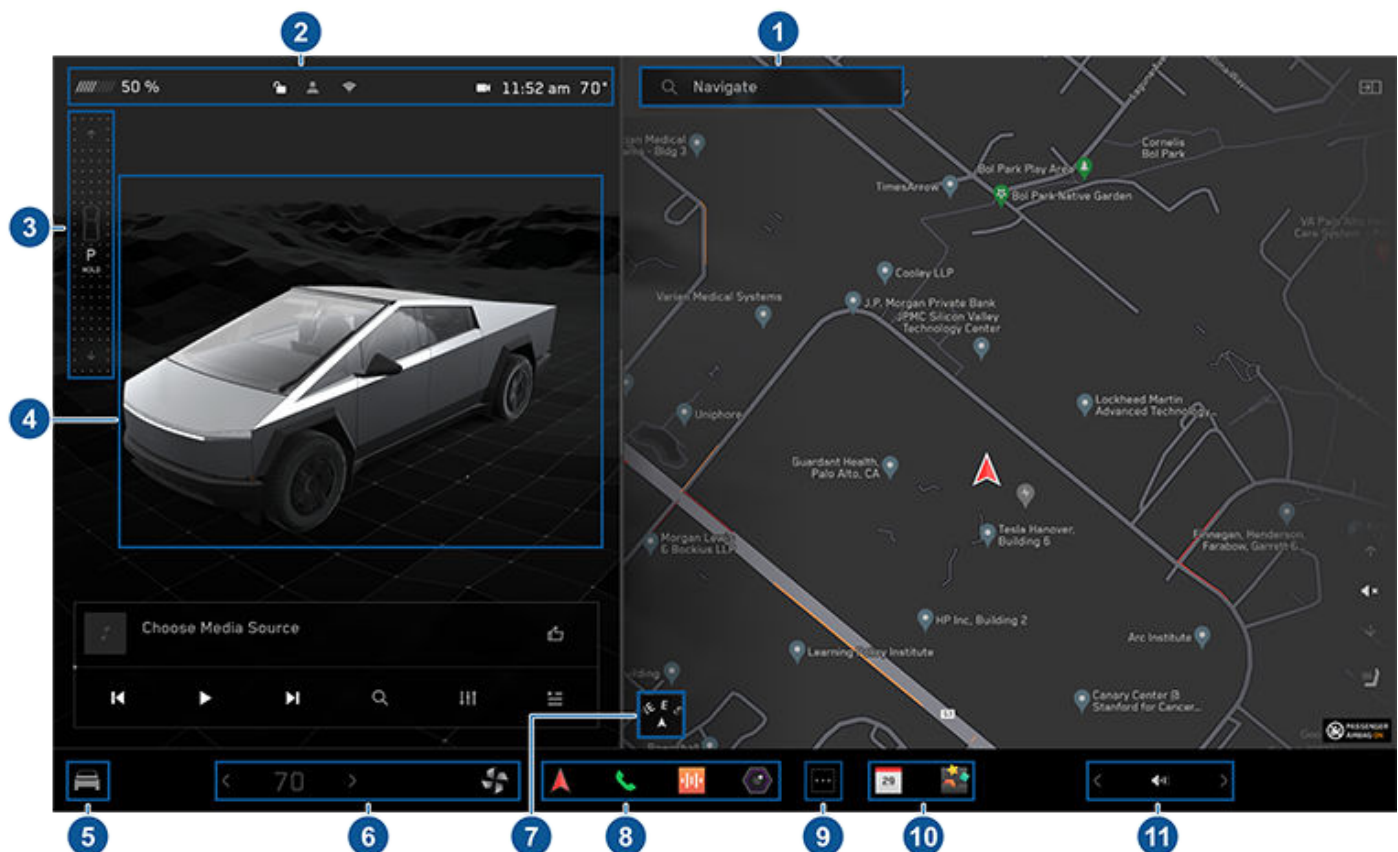 2
1
50 %
11:52 am 70°
Navigate
3
P
HOLD
4
Cornelis
Bol Park
Bol Park Play Area
Bol Park Native Garden
TimesArrow
Cooley LLP
Varian Medical Systems
J.P. Morgan Private Bank
JPMC Silicon Valley
Technology Center
Lockheed Martin
Advanced Technology...
Uniphore
Guardant Health,
Palo Alto, CA
Tesla Hanover,
Building 6
Finnegan, Henderson,
Farabow, Garrett &
Morgan Lewis
& Bockius LLP
HP Inc, Building 2
Arc Institute
Learning Policy Institute
Canary Center @
Stanford for Cancer...
Choose Media Source
E
PASSENGER
AIRBAG ON
70
29
5
6
7
8
9
10
11